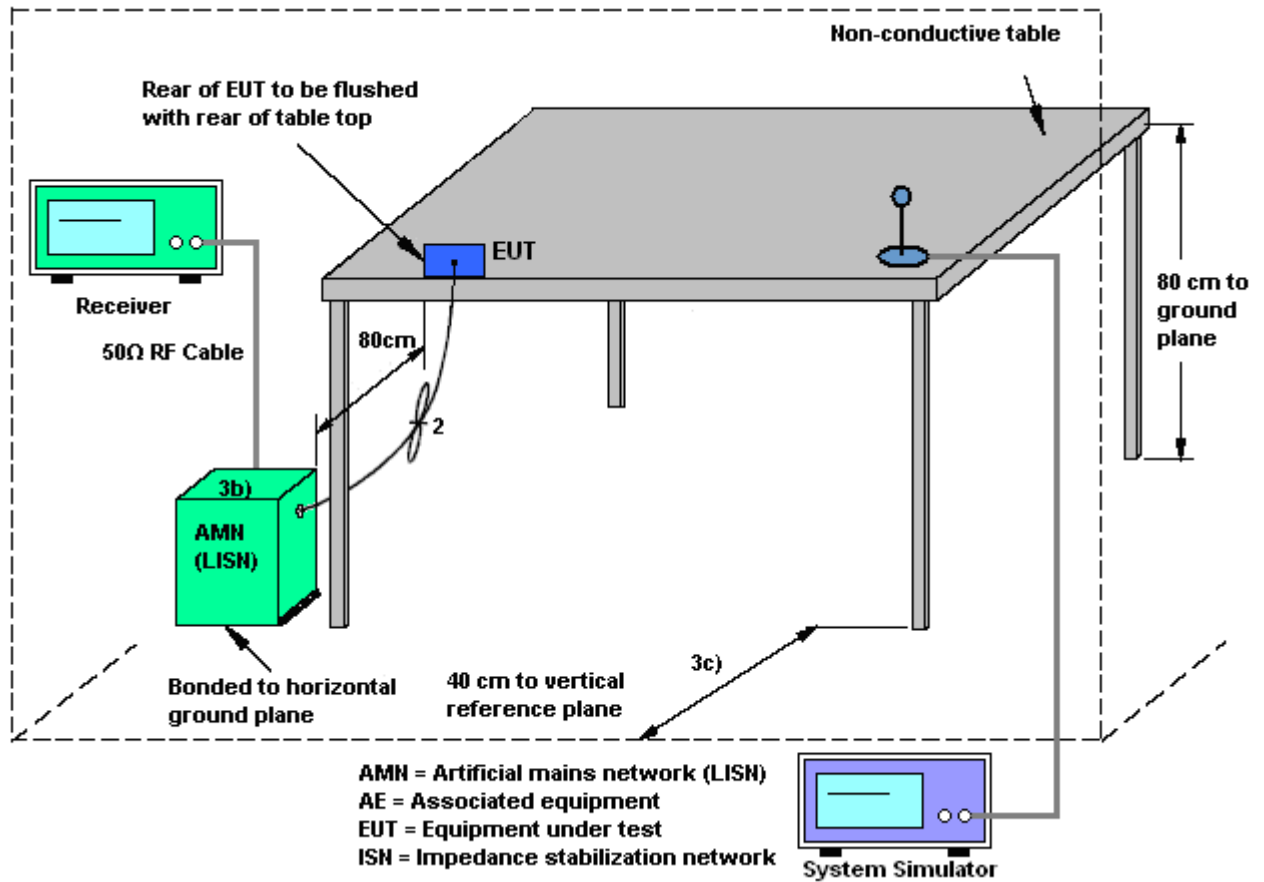 Non-conductive table
Rear of EUT to be flushed
with rear of table top
EUT
Receiver
80cm
80 cm to
ground
plane
50Ω RF Cable
2
3b)
AMN
(LISN)
3c)
Bonded to horizontal
ground plane
40 cm to vertical
reference plane
AMN = Artificial mains network (LISN)
AE = Associated equipment
EUT = Equipment under test
ISN = Impedance stabilization network
System Simulator